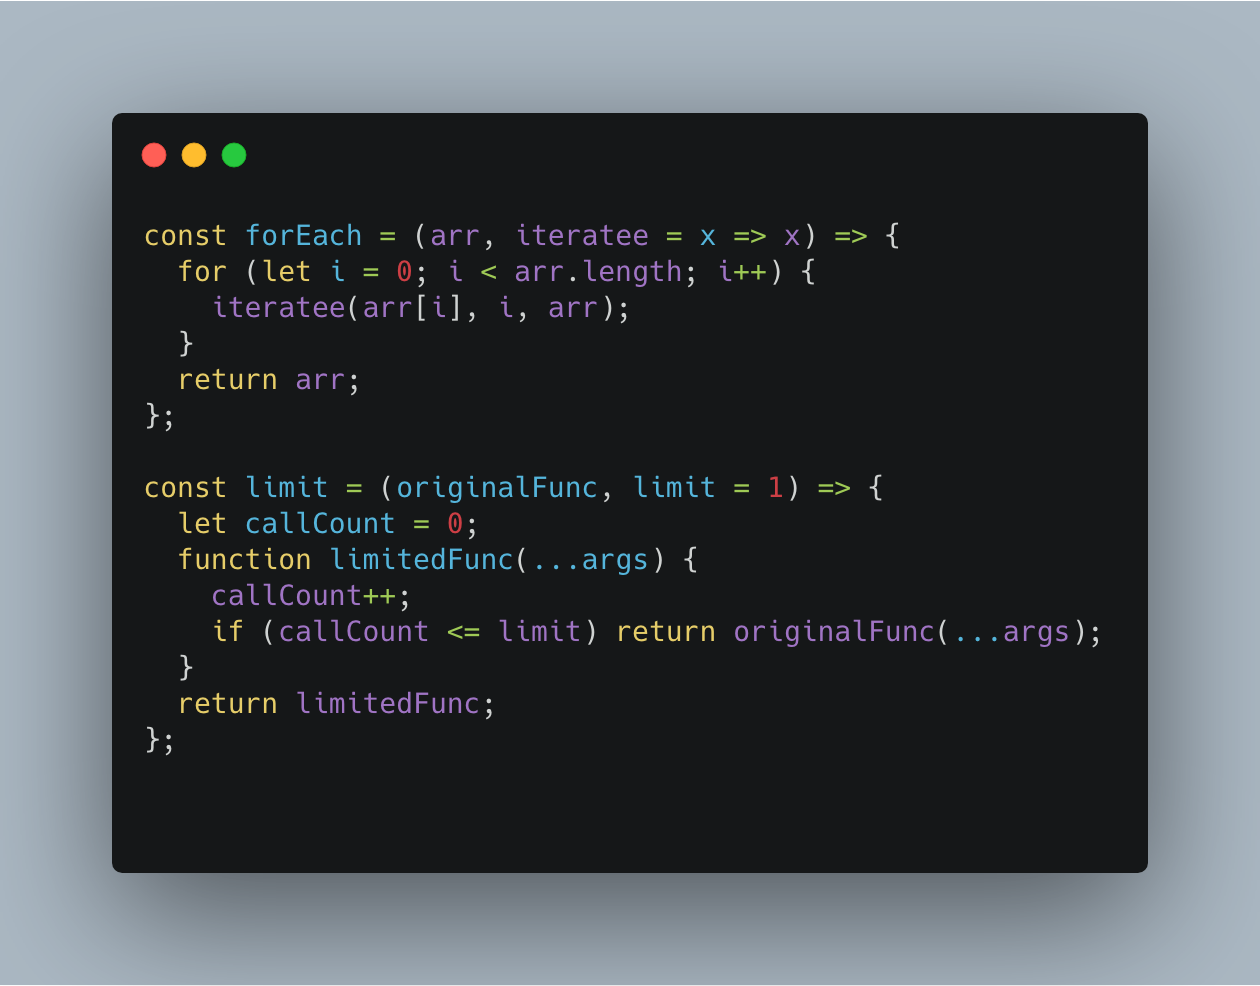 const forEach = (arr, iteratee = x => x) => {
  for (let i = 0; i < arr.length; i++) {
    iteratee(arr[i], i, arr);
  }
  return arr;
};

const limit = (originalFunc, limit = 1) => {
  let callCount = 0;
  function limitedFunc(...args) {
    callCount++;
    if (callCount <= limit) return originalFunc(...args);
  }
  return limitedFunc;
};